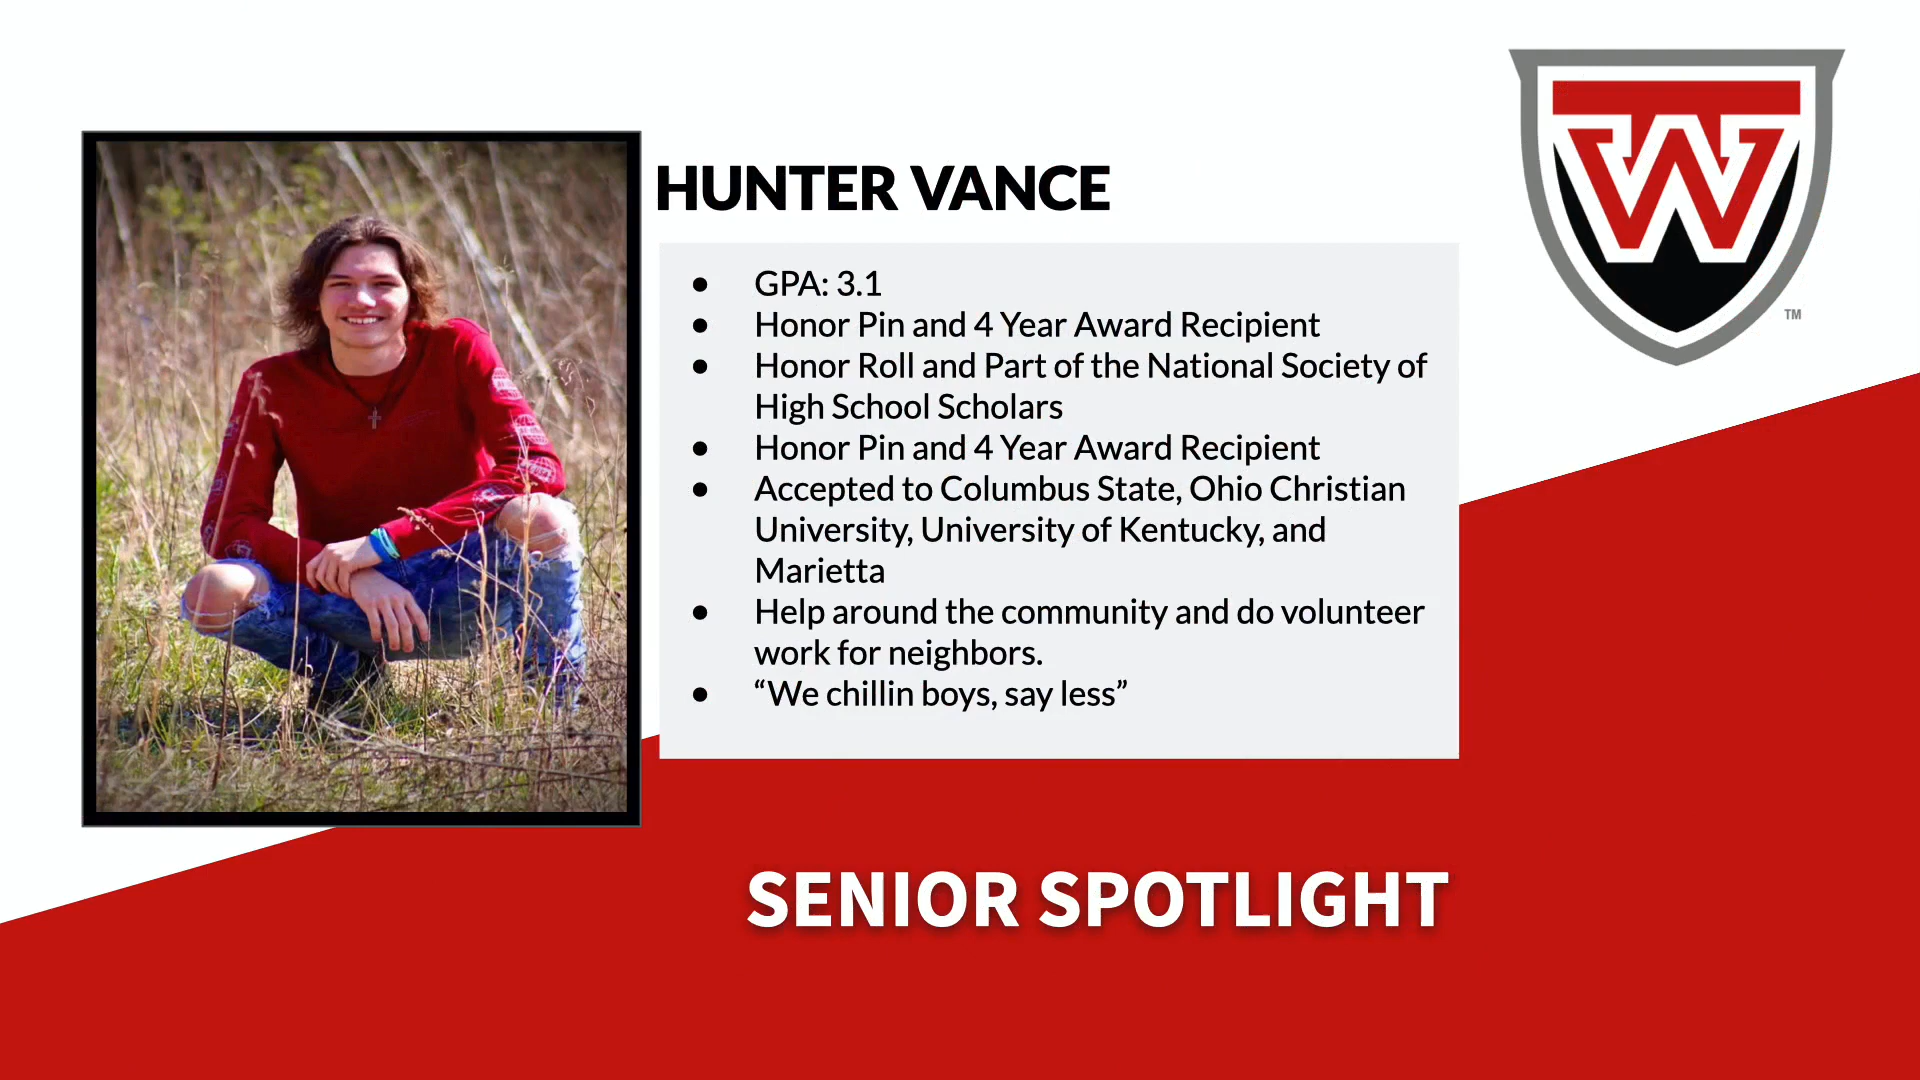 HUNTER VANCE
● GPA: 3.1
● Honor Pin and 4 Year Award Recipient
● Honor Roll and Part of the National Society of
High School Scholars
● Honor Pin and 4 Year Award Recipient
● Accepted to Columbus State, Ohio Christian
University, University of Kentucky, and
Marietta
● Help around the community and do volunteer
work for neighbors.
● “We chillin boys, say less”
W
TM
SENIOR SPOTLIGHT